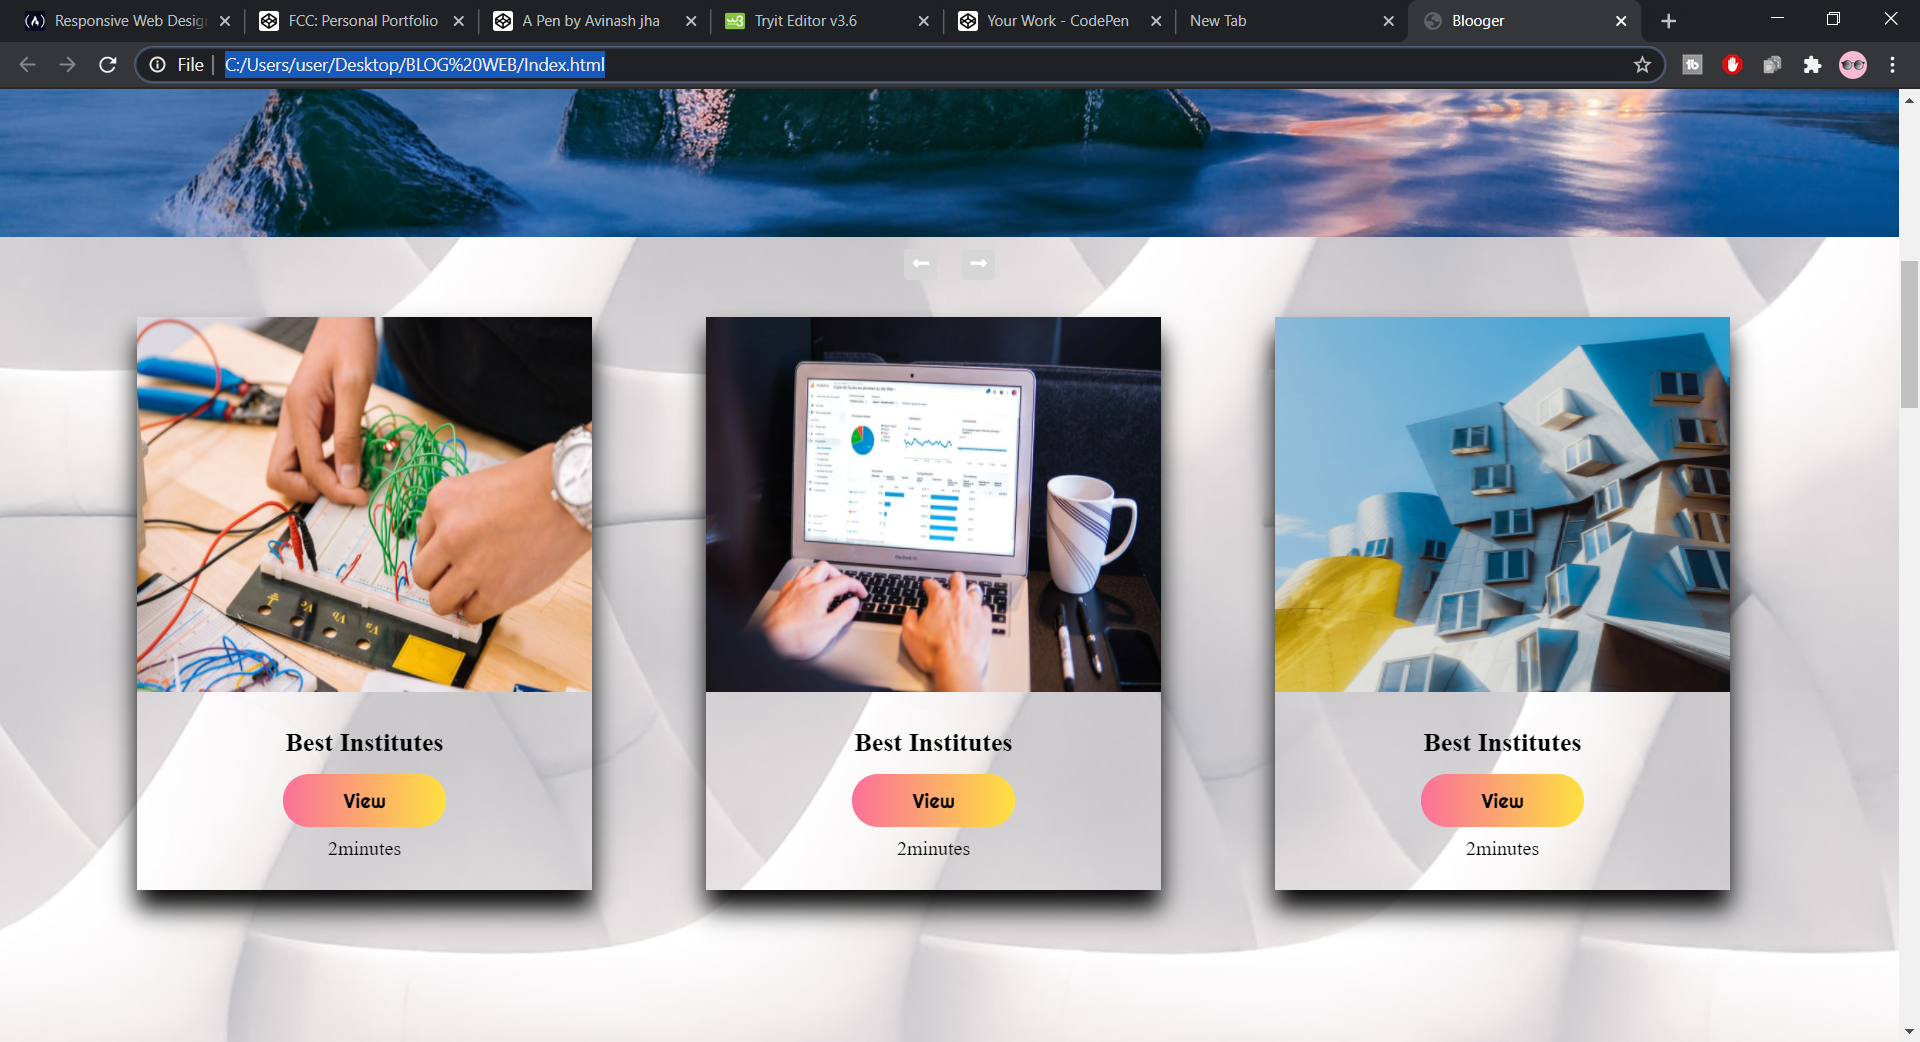 Responsive Web Desig
FCC: Personal Portfolio
A Pen by Avinash jha
Tryit Editor v3.6
Your Work - CodePen
New Tab
Blooger
File
C:/Users/user/Desktop/BLOG%20WEB/Index.html
Best Institutes
View
2minutes
Best Institutes
View
2minutes
Best Institutes
View
2minutes